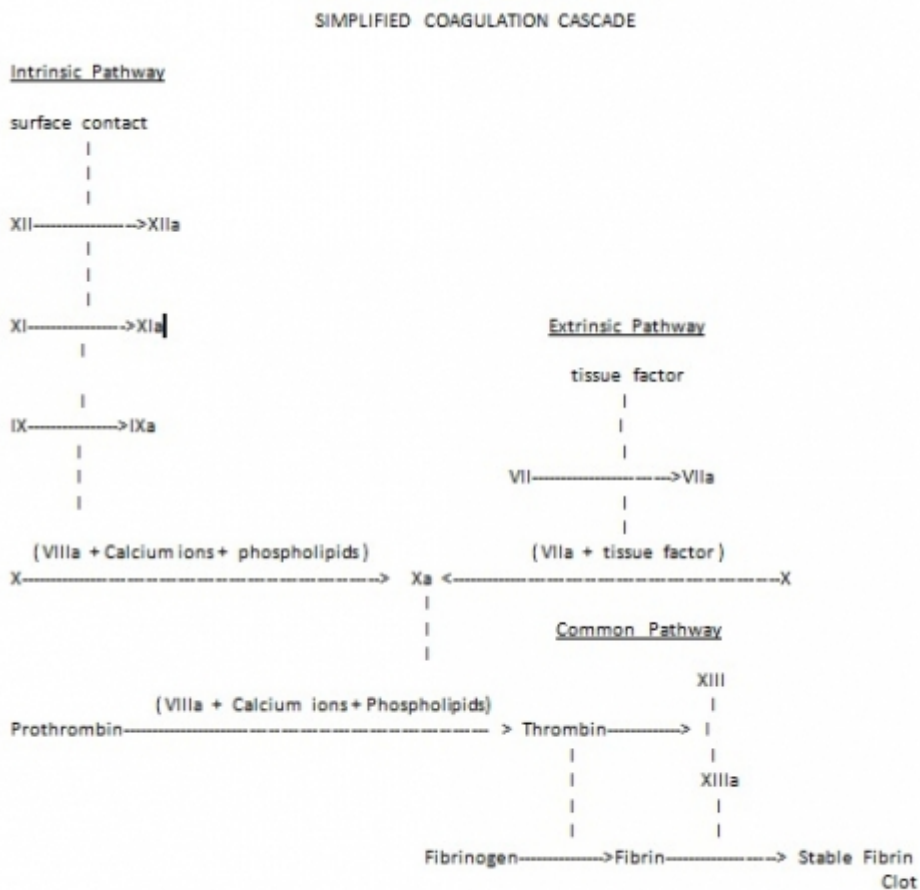 SIMPLIFIED COAGULATION CASCADE
Intrinsic Pathway
surface contact
XII------------------->XIIa
XI------------------>XIa
Extrinsic Pathway
tissue factor
IX---------------->IXa
VII------------------------->VIIa
(VIIIa + Calcium ions + phospholipids) (VIIa + tissue factor)
X----------------------------------------------------------------> Xa <-----------------------------------------------------------X
Common Pathway
XIII
(VIIIa + Calcium ions + Phospholipids)
Prothrombin----------------------------------------------------------------- > Thrombin------------->
XIIIa
Fibrinogen--------------->Fibrin--------------------> Stable Fibrin
Clot